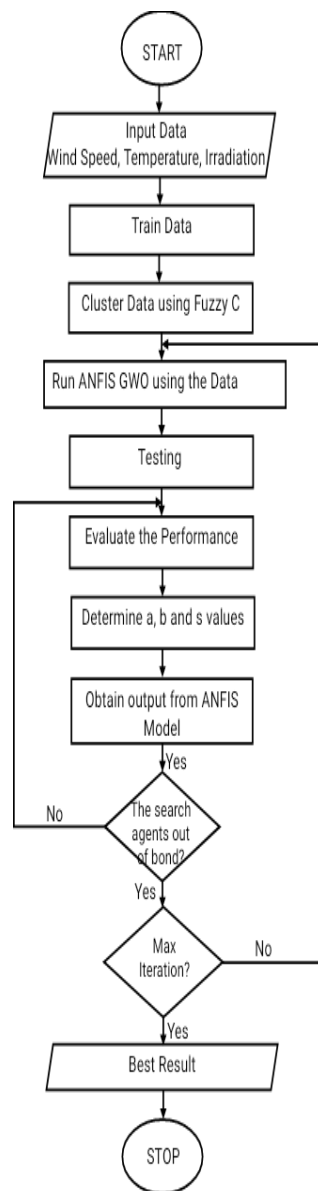 START
Input Data
Wind Speed, Temperature, Irradiation
Train Data
Cluster Data using Fuzzy C
Run ANFIS GWO using the Data
Testing
Evaluate the Performance
Determine a, b and s values
Obtain output from ANFIS
Model
Yes
The search
agents out
of bond?
No
Yes
Max
Iteration?
No
Yes
Best Result
STOP